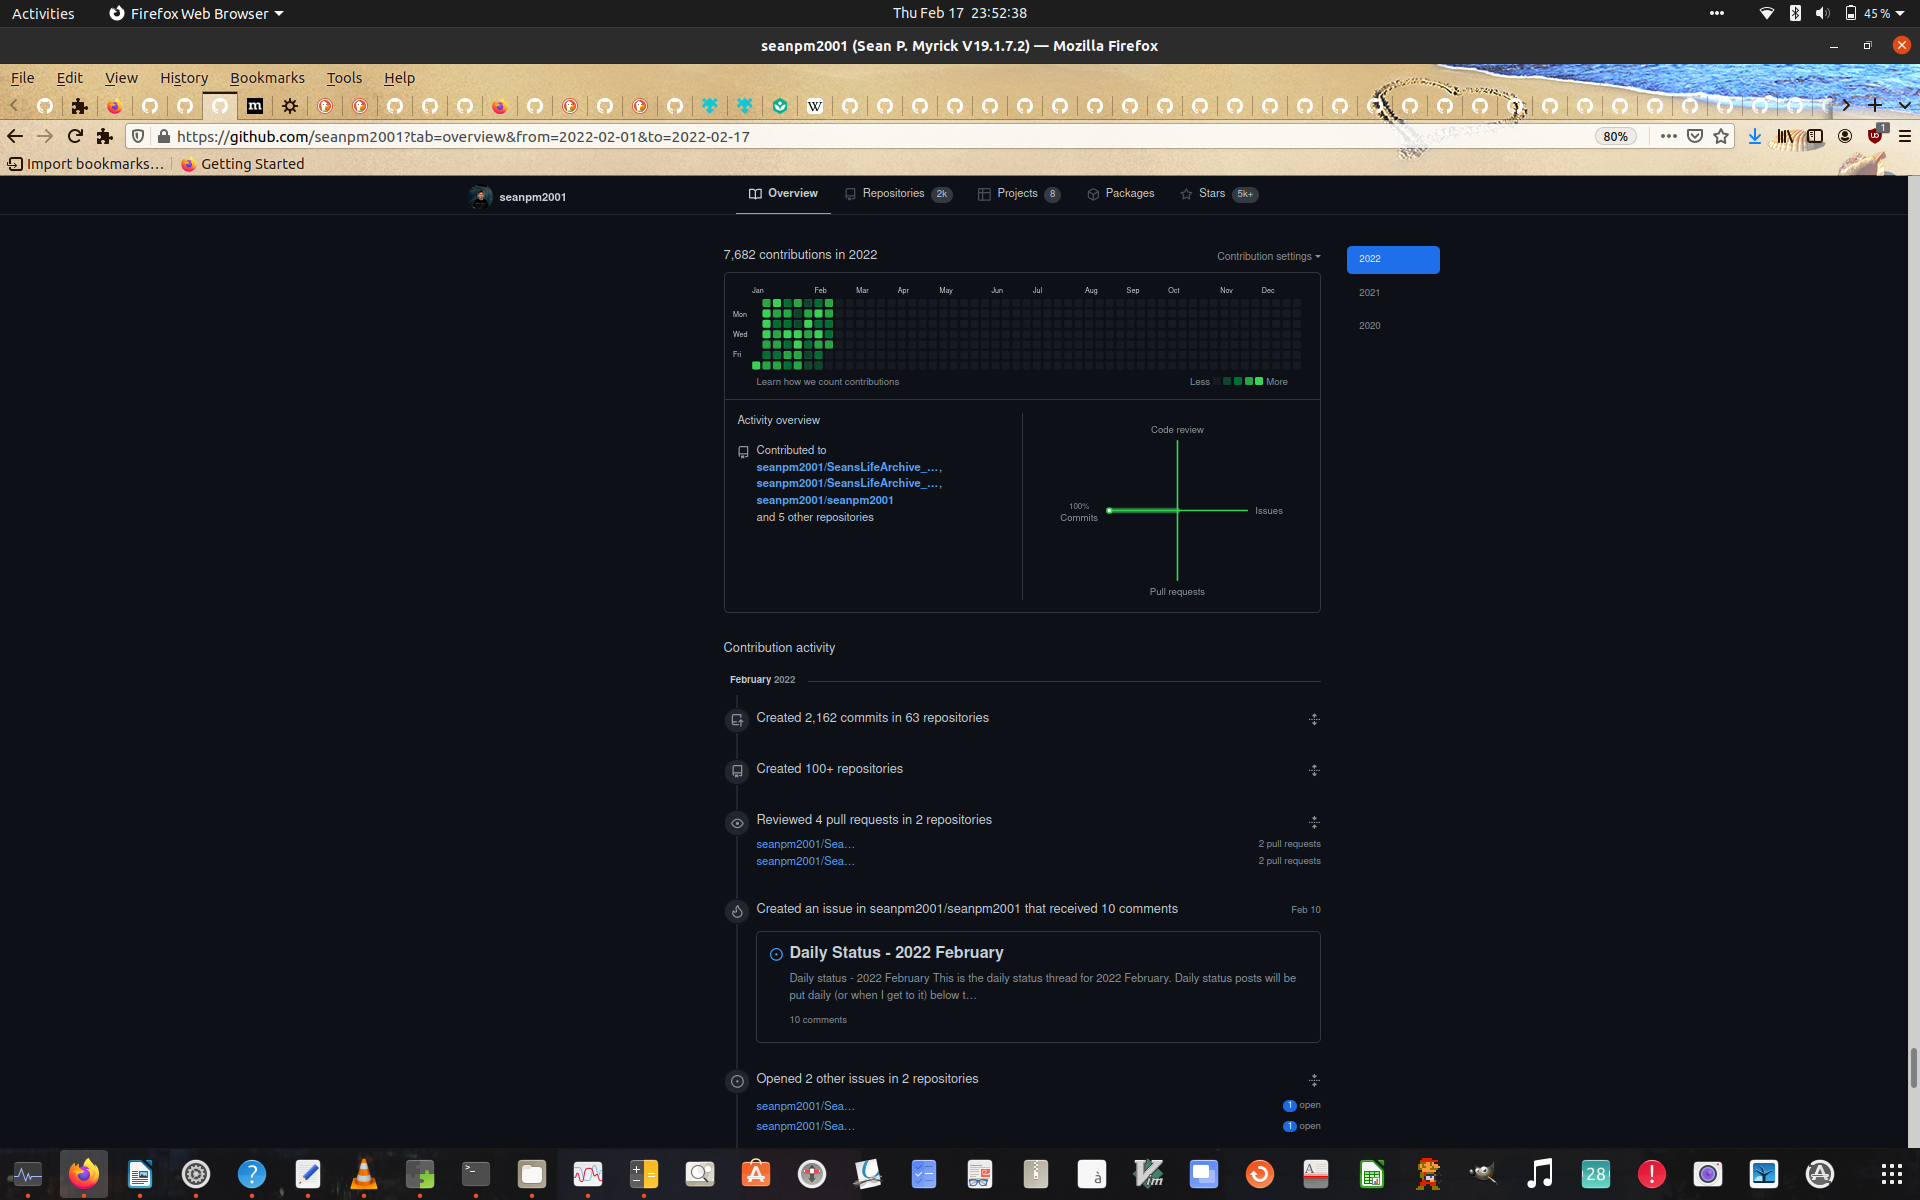 Activities
Firefox Web Browser
Thu Feb 17 23:52:38
45 %
seanpm2001 (Sean P. Myrick V19.1.7.2) — Mozilla Firefox
File Edit View History Bookmarks Tools Help
m
W
https://github.com/seanpm2001?tab=overview&from=2022-02-01&to=2022-02-17
80%
1
Import bookmarks…
Getting Started
seanpm2001
Overview
Repositories 2k
Projects 8
Packages
Stars 5k+
7,682 contributions in 2022
Contribution settings
2022
2021
2020
Jan Feb Mar Apr May Jun Jul Aug Sep Oct Nov Dec
Mon
Wed
Fri
Learn how we count contributions
Less More
Activity overview
Contributed to
seanpm2001/SeansLifeArchive_…,
seanpm2001/SeansLifeArchive_…,
seanpm2001/seanpm2001
and 5 other repositories
Code review
100%
Commits
Issues
Pull requests
Contribution activity
February 2022
Created 2,162 commits in 63 repositories
Created 100+ repositories
Reviewed 4 pull requests in 2 repositories
seanpm2001/Sea… 2 pull requests
seanpm2001/Sea… 2 pull requests
Created an issue in seanpm2001/seanpm2001 that received 10 comments Feb 10
Daily Status - 2022 February
Daily status - 2022 February This is the daily status thread for 2022 February. Daily status posts will be
put daily (or when I get to it) below t…
10 comments
Opened 2 other issues in 2 repositories
seanpm2001/Sea… 1 open
seanpm2001/Sea… 1 open
28